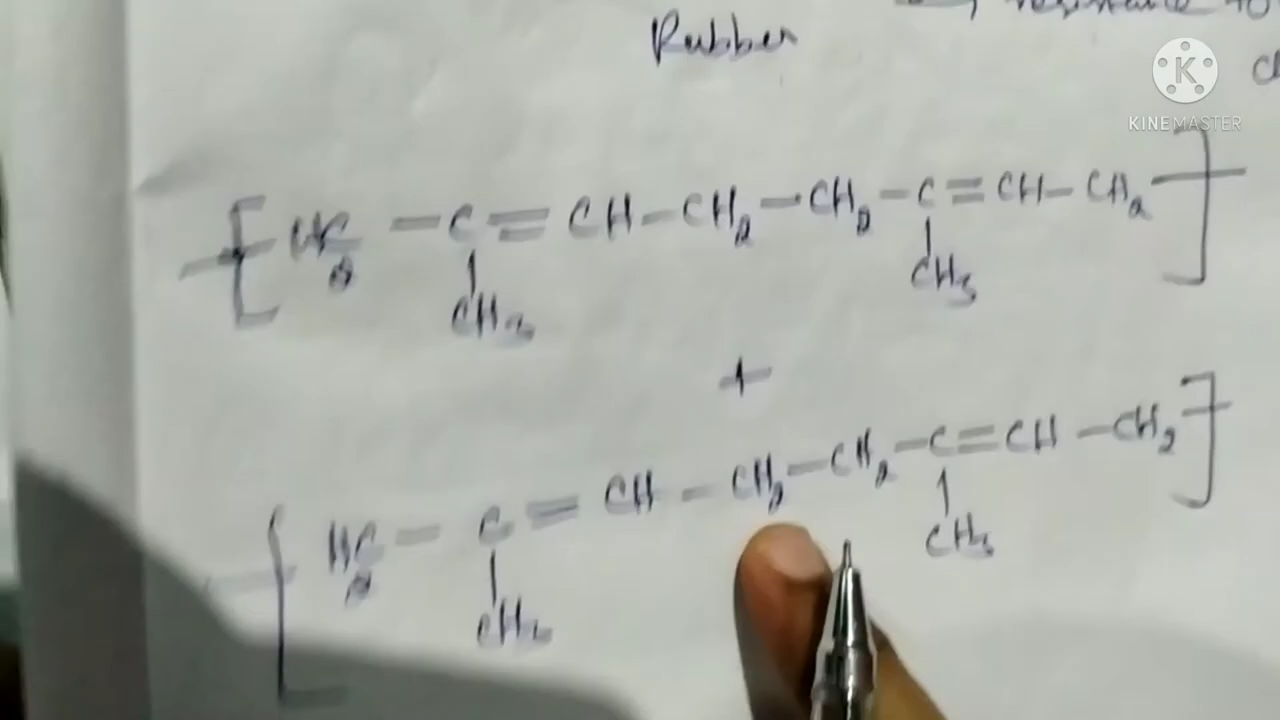 Rubber
KINEMASTER
[ H₂C — C = CH — CH₂ — CH₂ — C = CH — CH₂ ]
CH₃ CH₃
+
[ H₂C — C = CH — CH₂ — CH₂ — C = CH — CH₂ ]
CH₃ CH₃